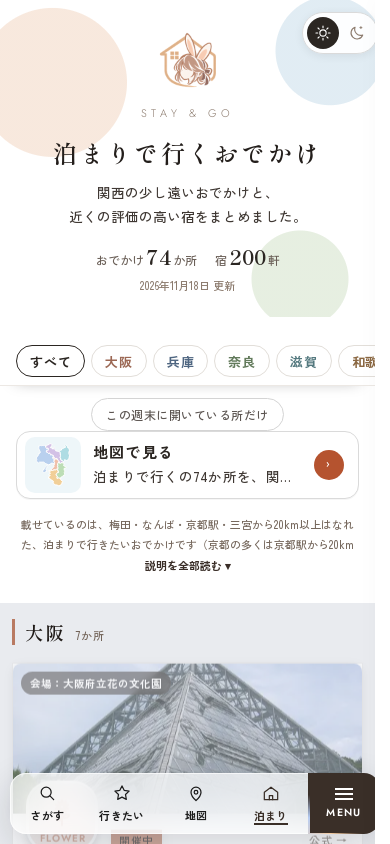 STAY & GO
泊まりで行くおでかけ
関西の少し遠いおでかけと、
近くの評価の高い宿をまとめました。
おでかけ74か所 宿200軒
2026年11月18日 更新
すべて 大阪 兵庫 奈良 滋賀 和歌
この週末に開いている所だけ
地図で見る
泊まりで行くの74か所を、関…
載せているのは、梅田・なんば・京都駅・三宮から20km以上はなれ
た、泊まりで行きたいおでかけです（京都の多くは京都駅から20km
説明を全部読む ▾
大阪 7か所
会場：大阪府立花の文化園
さがす 行きたい 地図 泊まり MENU
FLOWER 開催中 公式 →